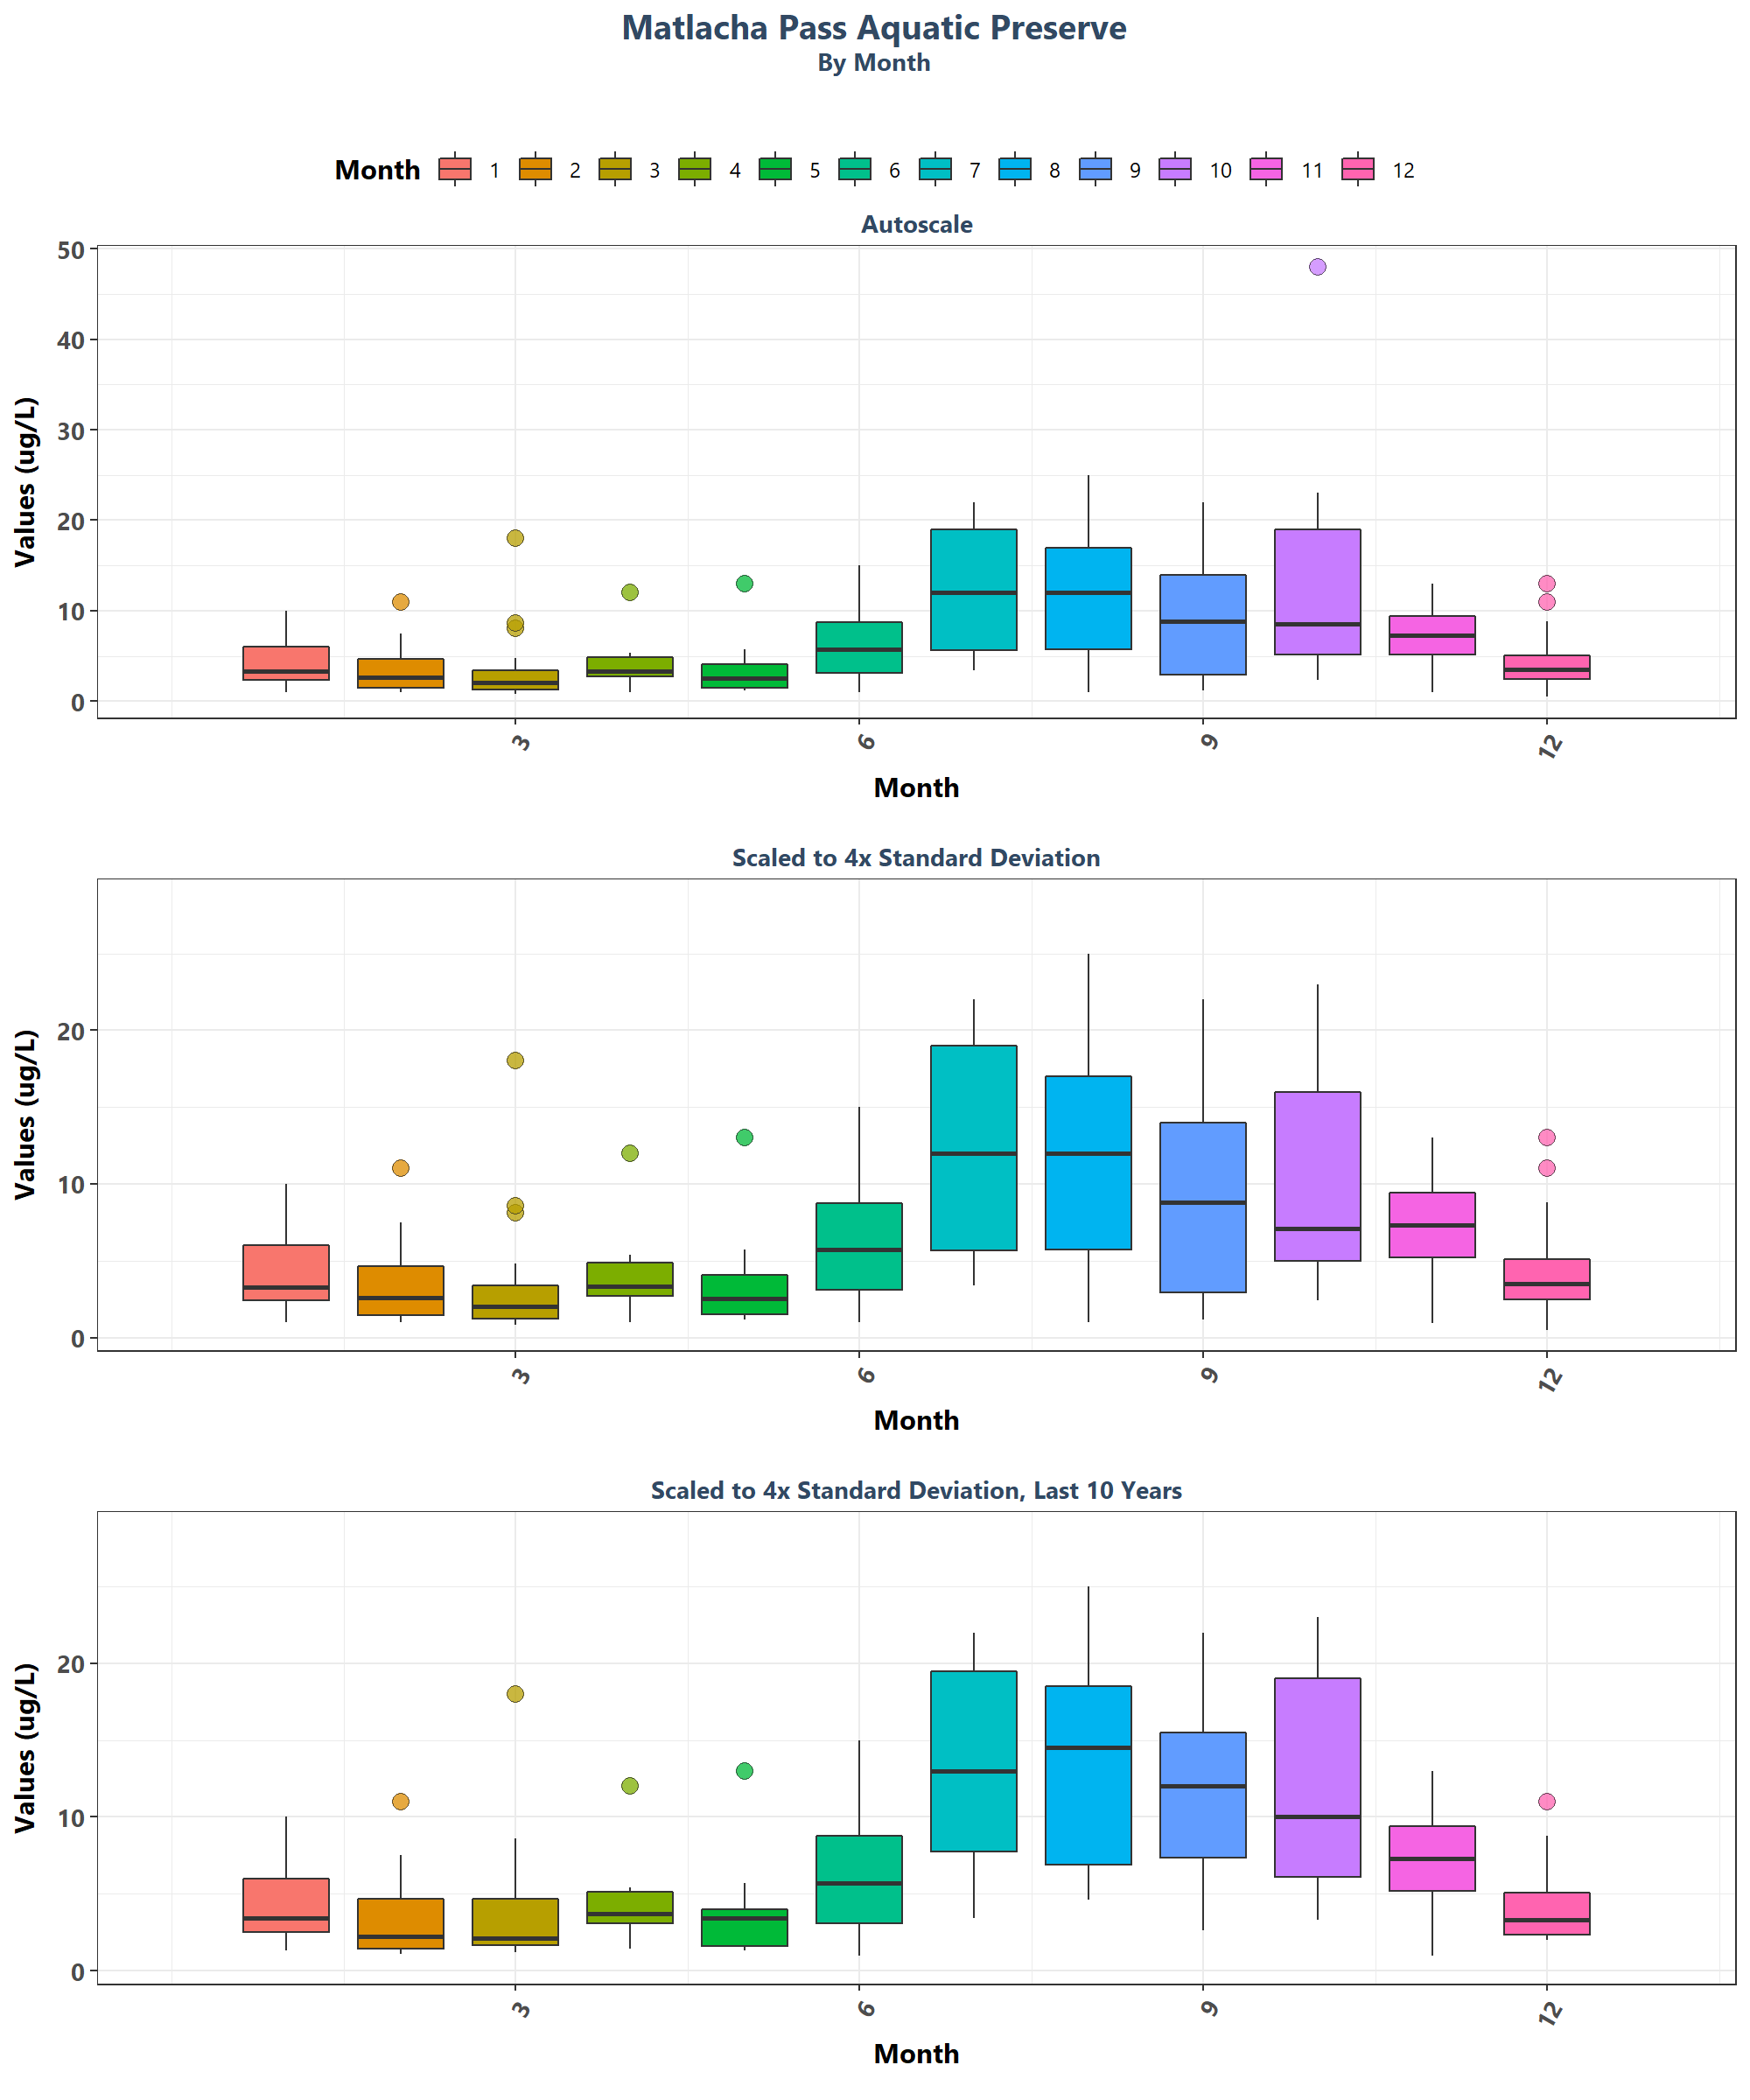 Matlacha Pass Aquatic Preserve
By Month
Month 1 2 3 4 5 6 7 8 9 10 11 12
Autoscale
Values (ug/L)
50
40
30
20
10
0
3 6 9 12
Month
Scaled to 4x Standard Deviation
Values (ug/L)
20
10
0
3 6 9 12
Month
Scaled to 4x Standard Deviation, Last 10 Years
Values (ug/L)
20
10
0
3 6 9 12
Month